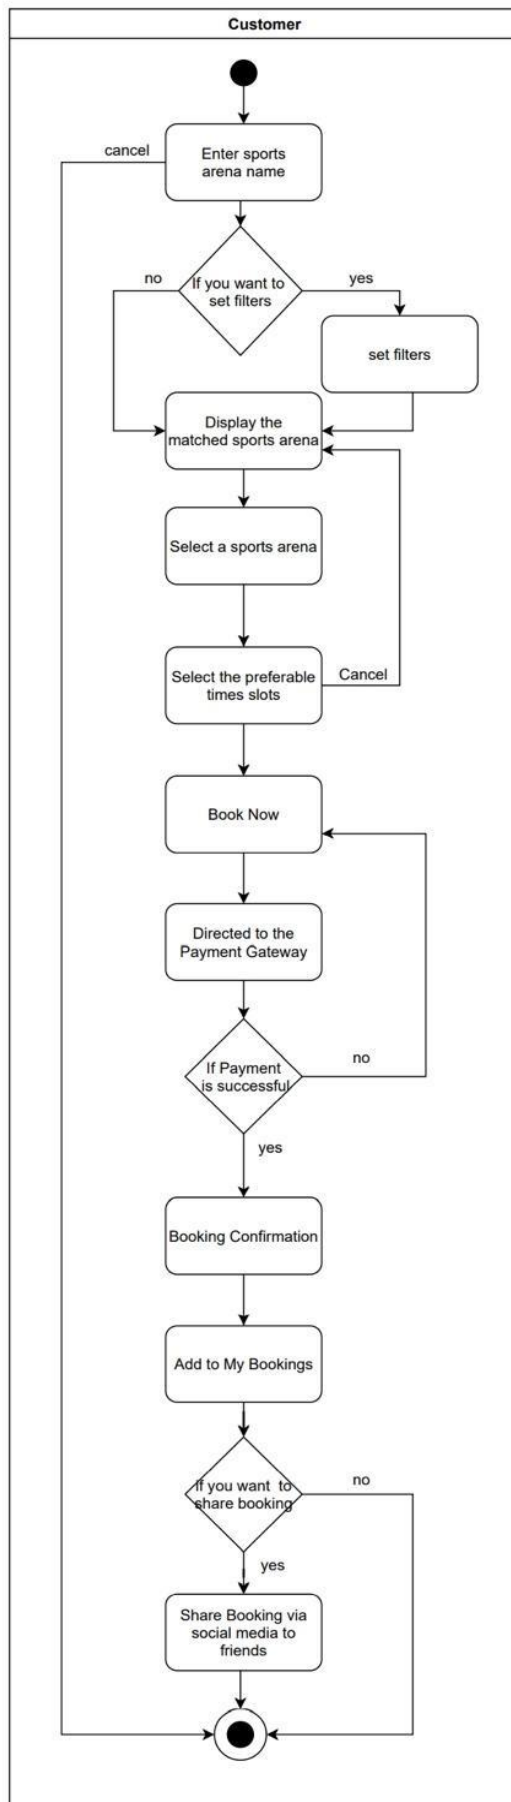 Customer
cancel
Enter sports
arena name
no
If you want to
set filters
yes
set filters
Display the
matched sports arena
Select a sports arena
Select the preferable
times slots
Cancel
Book Now
Directed to the
Payment Gateway
If Payment
is successful
no
yes
Booking Confirmation
Add to My Bookings
if you want to
share booking
no
yes
Share Booking via
social media to
friends